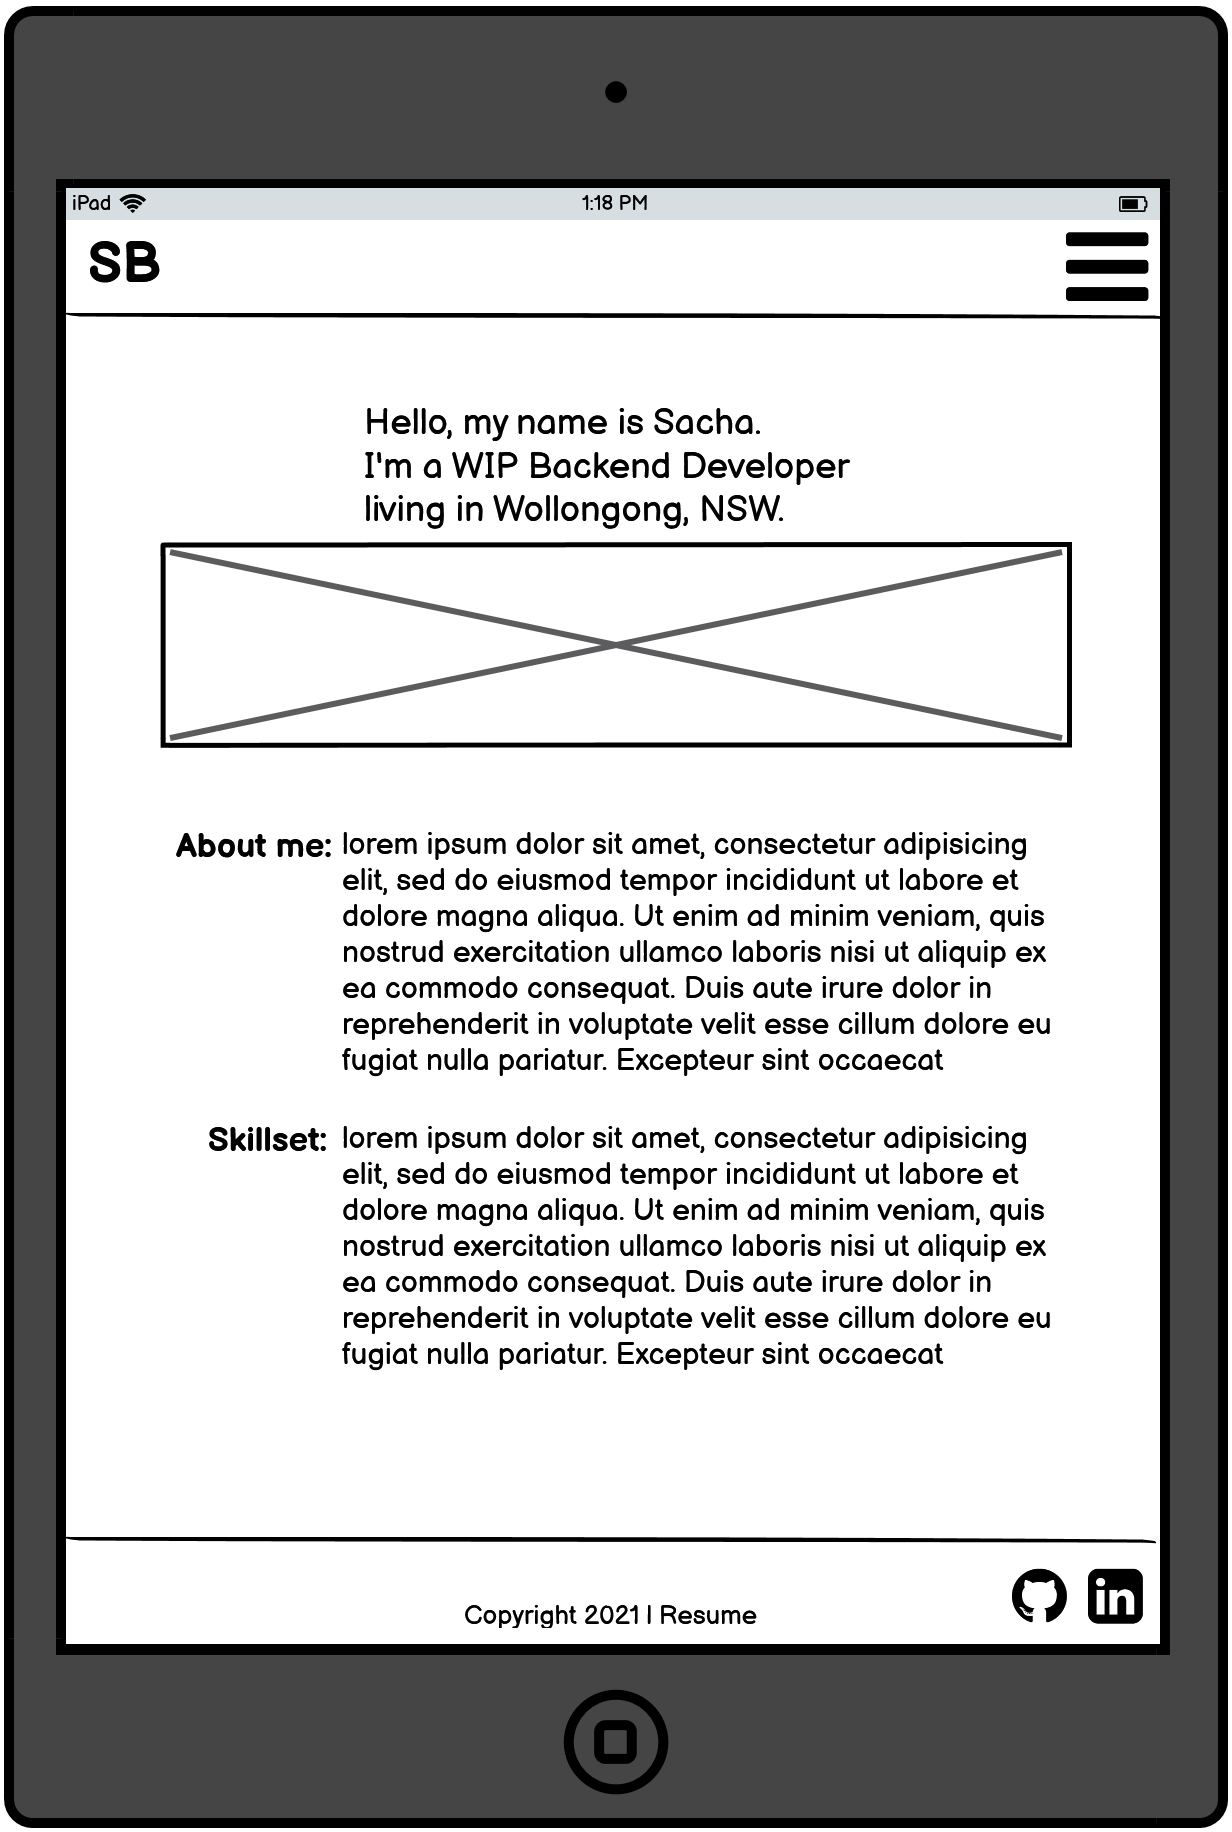 iPad 1:18 PM
SB
Hello, my name is Sacha.
I'm a WIP Backend Developer
living in Wollongong, NSW.
About me: lorem ipsum dolor sit amet, consectetur adipisicing
elit, sed do eiusmod tempor incididunt ut labore et
dolore magna aliqua. Ut enim ad minim veniam, quis
nostrud exercitation ullamco laboris nisi ut aliquip ex
ea commodo consequat. Duis aute irure dolor in
reprehenderit in voluptate velit esse cillum dolore eu
fugiat nulla pariatur. Excepteur sint occaecat
Skillset: lorem ipsum dolor sit amet, consectetur adipisicing
elit, sed do eiusmod tempor incididunt ut labore et
dolore magna aliqua. Ut enim ad minim veniam, quis
nostrud exercitation ullamco laboris nisi ut aliquip ex
ea commodo consequat. Duis aute irure dolor in
reprehenderit in voluptate velit esse cillum dolore eu
fugiat nulla pariatur. Excepteur sint occaecat
Copyright 2021 | Resume
in